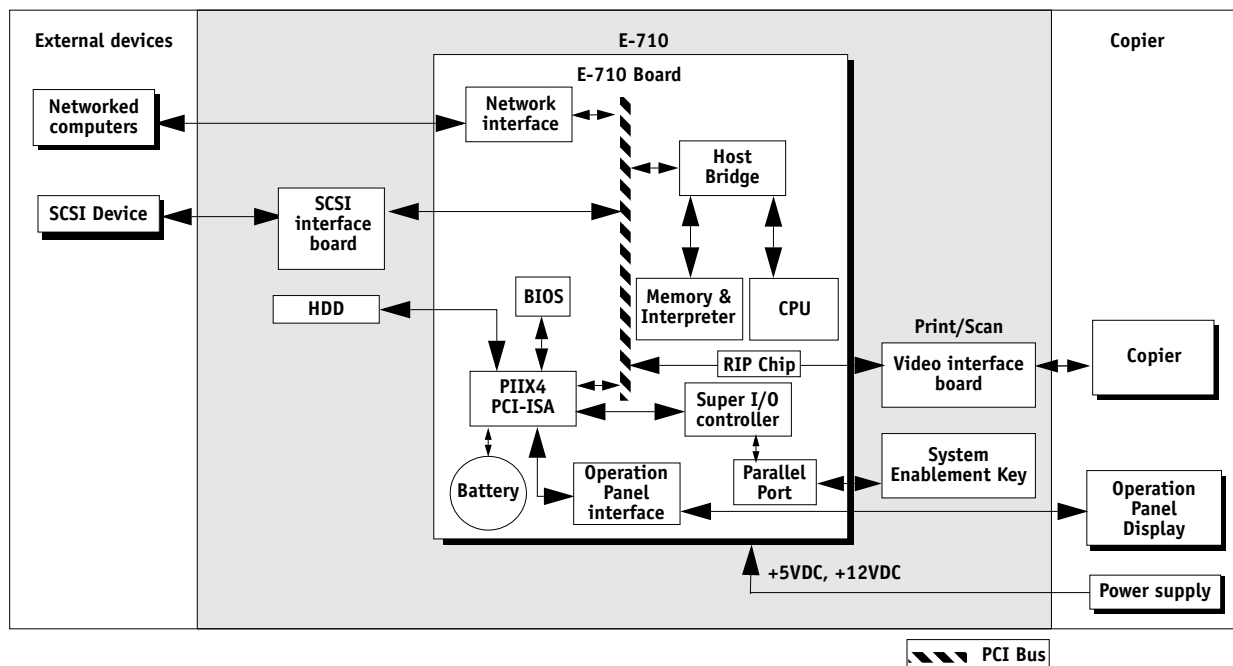 External devices
E-710
Copier
E-710 Board
Networked
computers
Network
interface
Host
Bridge
SCSI Device
SCSI
interface
board
HDD
BIOS
Memory &
Interpreter
CPU
Print/Scan
RIP Chip
Video interface
board
Copier
PIIX4
PCI-ISA
Super I/O
controller
System
Enablement Key
Battery
Operation
Panel
interface
Parallel
Port
Operation
Panel
Display
+5VDC, +12VDC
Power supply
PCI Bus